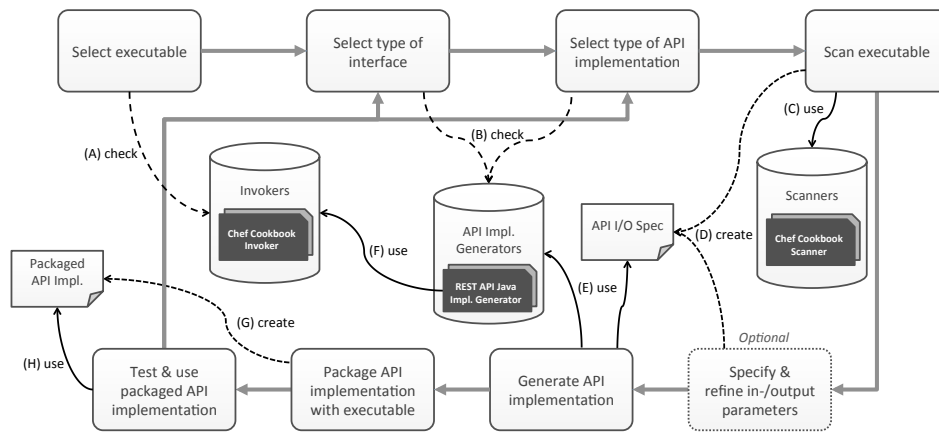 Select executable
Select type of
interface
Select type of API
implementation
Scan executable
(A) check
(B) check
(C) use
Invokers
Chef Cookbook
Invoker
API Impl.
Generators
REST API Java
Impl. Generator
API I/O Spec
Scanners
Chef Cookbook
Scanner
(D) create
(F) use
(E) use
Packaged
API Impl.
(G) create
(H) use
Optional
Test & use
packaged API
implementation
Package API
implementation
with executable
Generate API
implementation
Specify &
refine in-/output
parameters